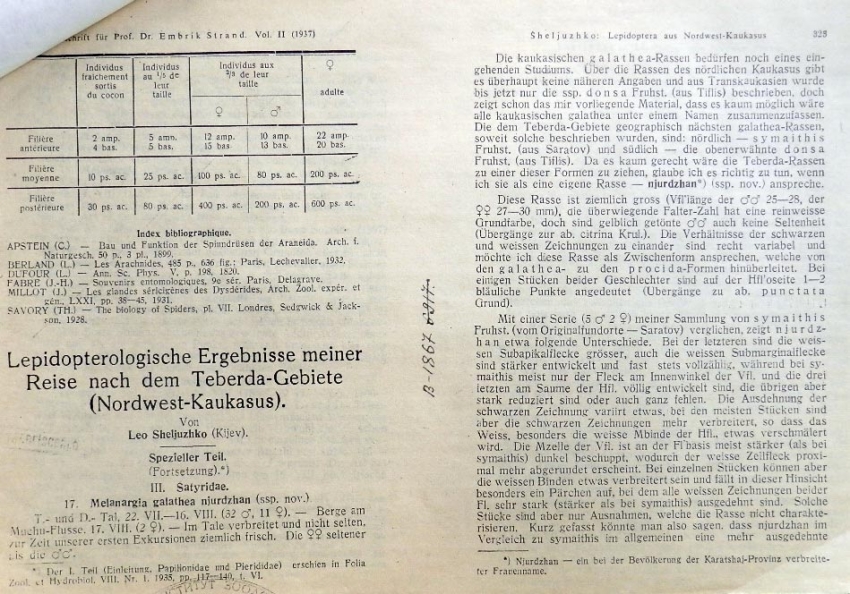 schrift für Prof. Dr. Embrik Strand. Vol. II (1937)
Individus fraichement sortis du cocon | Individus au 1/5 de leur taille | Individus aux 2/3 de leur taille ♀ ♂ | ♀ adulte
Filière antérieure | 2 amp. 4 bas. | 5 amp. 5 bas. | 12 amp. 15 bas. | 10 amp. 13 bas. | 22 amp. 20 bas.
Filière moyenne | 10 ps. ac. | 25 ps. ac. | 100 ps. ac. | 80 ps. ac. | 200 ps. ac.
Filière postérieure | 30 ps. ac. | 80 ps. ac. | 400 ps. ac. | 200 ps. ac. | 600 ps. ac.
Index bibliographique.
APSTEIN (C.) — Bau und Funktion der Spinndrüsen der Araneida. Arch. f.
Naturgesch. 50 p., 3 pl., 1899.
BERLAND (L.) — Les Arachnides, 485 p., 636 fig.: Paris, Lechevalier, 1932.
DUFOUR (L.) — Ann. Sc. Phys. V, p. 198, 1820.
FABRE (J.-H.) — Souvenirs entomologiques, 9e sér. Paris, Delagrave.
MILLOT (J.) — Les glandes séricigènes des Dysdérides, Arch. Zool. expér. et
gén., LXXI, pp. 38—45, 1931.
SAVORY (TH.) — The biology of Spiders, pl. VII. Londres, Sedgwick & Jack-
son, 1928.
Lepidopterologische Ergebnisse meiner
Reise nach dem Teberda-Gebiete
(Nordwest-Kaukasus).
Von
Leo Sheljuzhko (Kijev).
Spezieller Teil.
(Fortsetzung).*)
III. Satyridae.
17. Melanargia galathea njurdzhan (ssp. nov.)
T.- und D.- Tal, 22. VII.—16. VIII. (32 ♂, 11 ♀). — Berge am
Muchu-Flusse, 17. VIII. (2 ♀). — Im Tale verbreitet und nicht selten,
zur Zeit unserer ersten Exkursionen ziemlich frisch. Die ♀♀ seltener
als die ♂♂.
*) Der I. Teil (Einleitung, Papilionidae und Pierididae) erschien in Folia
Zool. et Hydrobiol. VIII. Nr. 1. 1935, pp. 117—140, t. VI.
В-1867
Sheljuzhko: Lepidoptera aus Nordwest-Kaukasus 325
Die kaukasischen galathea-Rassen bedürfen noch eines ein-
gehenden Studiums. Über die Rassen des nördlichen Kaukasus gibt
es überhaupt keine näheren Angaben und aus Transkaukasien wurde
bis jetzt nur die ssp. donsa Fruhst. (aus Tiflis) beschrieben, doch
zeigt schon das mir vorliegende Material, dass es kaum möglich wäre
alle kaukasischen galathea unter einem Namen zusammenzufassen.
Die dem Teberda-Gebiete geographisch nächsten galathea-Rassen,
soweit solche beschrieben wurden, sind: nördlich — symaithis
Fruhst. (aus Saratov) und südlich — die obenerwähnte donsa
Fruhst. (aus Tiflis). Da es kaum gerecht wäre die Teberda-Rassen
zu einer dieser Formen zu ziehen, glaube ich es richtig zu tun, wenn
ich sie als eine eigene Rasse — njurdzhan*) (ssp. nov.) anspreche.
Diese Rasse ist ziemlich gross (Vfl'länge der ♂♂ 25—28, der
♀♀ 27—30 mm), die überwiegende Falter-Zahl hat eine reinweisse
Grundfarbe, doch sind gelblich getönte ♂♂ auch keine Seltenheit
(Übergänge zur ab. citrina Krul.). Die Verhältnisse der schwarzen
und weissen Zeichnungen zu einander sind recht variabel und
möchte ich diese Rasse als Zwischenform ansprechen, welche von
den galathea- zu den procida-Formen hinüberleitet. Bei
einigen Stücken beider Geschlechter sind auf der Hfl'oseite 1—2
bläuliche Punkte angedeutet (Übergänge zu ab. punctata
Grund).
Mit einer Serie (5 ♂ 2 ♀) meiner Sammlung von symaithis
Fruhst. (vom Originalfundorte — Saratov) verglichen, zeigt njurdz-
han etwa folgende Unterschiede. Bei der letzteren sind die weis-
sen Subapikalflecke grösser, auch die weissen Submarginalflecke
sind stärker entwickelt und fast stets vollzählig, während bei sy-
maithis meist nur der Fleck am Innenwinkel der Vfl. und die drei
letzten am Saume der Hfl. völlig entwickelt sind, die übrigen aber
stark reduziert sind oder auch ganz fehlen. Die Ausdehnung der
schwarzen Zeichnung variirt etwas, bei den meisten Stücken sind
aber die schwarzen Zeichnungen mehr verbreitert, so dass das
Weiss, besonders die weisse Mbinde der Hfl., etwas verschmälert
wird. Die Mzelle der Vfl. ist an der Fl'basis meist stärker (als bei
symaithis) dunkel beschuppt, wodurch der weisse Zellfleck proxi-
mal mehr abgerundet erscheint. Bei einzelnen Stücken können aber
die weissen Binden etwas verbreitert sein und fällt in dieser Hinsicht
besonders ein Pärchen auf, bei dem alle weissen Zeichnungen beider
Fl. sehr stark (stärker als bei symaithis) ausgedehnt sind. Solche
Stücke sind aber nur Ausnahmen, welche die Rasse nicht charakte-
risieren. Kurz gefasst könnte man also sagen, dass njurdzhan im
Vergleich zu symaithis im allgemeinen eine mehr ausgedehnte
*) Njurdzhan — ein bei der Bevölkerung der Karatshaj-Provinz verbreite-
ter Frauenname.